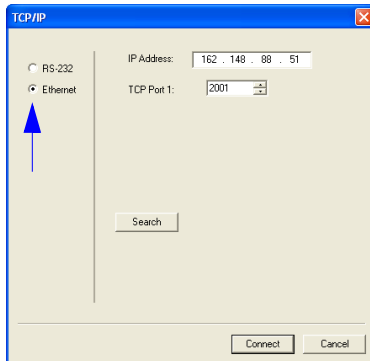 TCP/IP
RS-232
Ethernet
IP Address: 162 . 148 . 88 . 51
TCP Port 1: 2001
Search
Connect Cancel